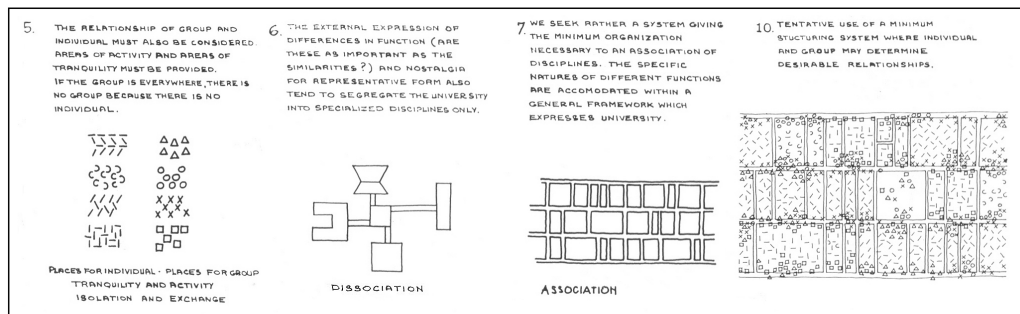 5. THE RELATIONSHIP OF GROUP AND
INDIVIDUAL MUST ALSO BE CONSIDERED.
AREAS OF ACTIVITY AND AREAS OF
TRANQUILITY MUST BE PROVIDED.
IF THE GROUP IS EVERYWHERE, THERE IS
NO GROUP BECAUSE THERE IS NO
INDIVIDUAL.
PLACES FOR INDIVIDUAL · PLACES FOR GROUP
TRANQUILITY AND ACTIVITY
ISOLATION AND EXCHANGE
6. THE EXTERNAL EXPRESSION OF
DIFFERENCES IN FUNCTION (ARE
THESE AS IMPORTANT AS THE
SIMILARITIES?) AND NOSTALGIA
FOR REPRESENTATIVE FORM ALSO
TEND TO SEGREGATE THE UNIVERSITY
INTO SPECIALIZED DISCIPLINES ONLY.
DISSOCIATION
7. WE SEEK RATHER A SYSTEM GIVING
THE MINIMUM ORGANIZATION
NECESSARY TO AN ASSOCIATION OF
DISCIPLINES. THE SPECIFIC
NATURES OF DIFFERENT FUNCTIONS
ARE ACCOMODATED WITHIN A
GENERAL FRAMEWORK WHICH
EXPRESSES UNIVERSITY.
ASSOCIATION
10. TENTATIVE USE OF A MINIMUM
STUCTURING SYSTEM WHERE INDIVIDUAL
AND GROUP MAY DETERMINE
DESIRABLE RELATIONSHIPS.